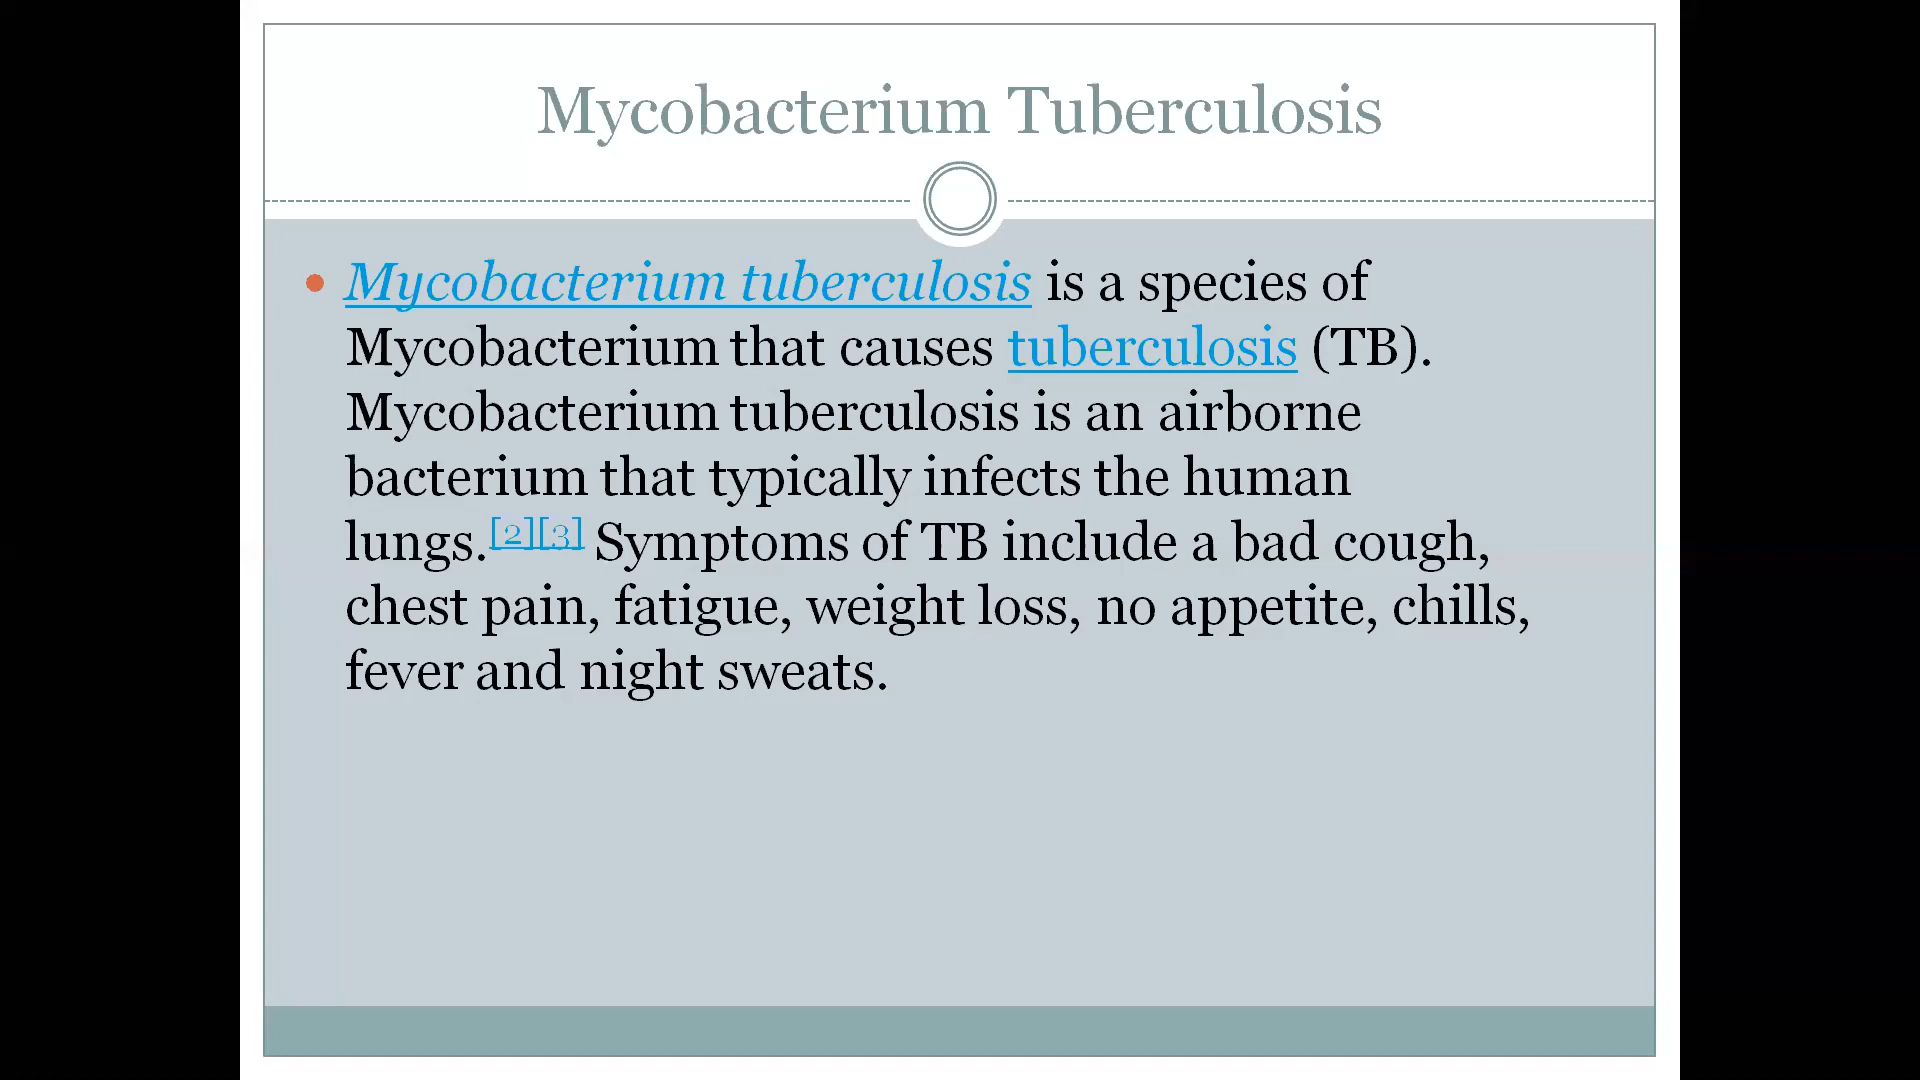 Mycobacterium Tuberculosis
Mycobacterium tuberculosis is a species of
Mycobacterium that causes tuberculosis (TB).
Mycobacterium tuberculosis is an airborne
bacterium that typically infects the human
lungs.[2][3] Symptoms of TB include a bad cough,
chest pain, fatigue, weight loss, no appetite, chills,
fever and night sweats.